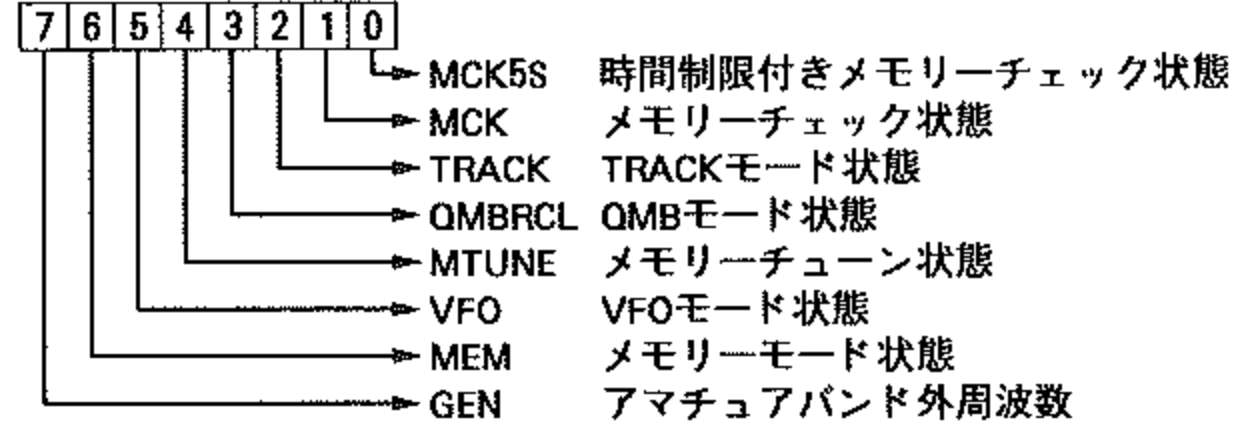 7 6 5 4 3 2 1 0
MCK5S 時間制限付きメモリーチェック状態
MCK メモリーチェック状態
TRACK TRACKモード状態
QMBRCL QMBモード状態
MTUNE メモリーチューン状態
VFO VFOモード状態
MEM メモリーモード状態
GEN アマチュアバンド外周波数